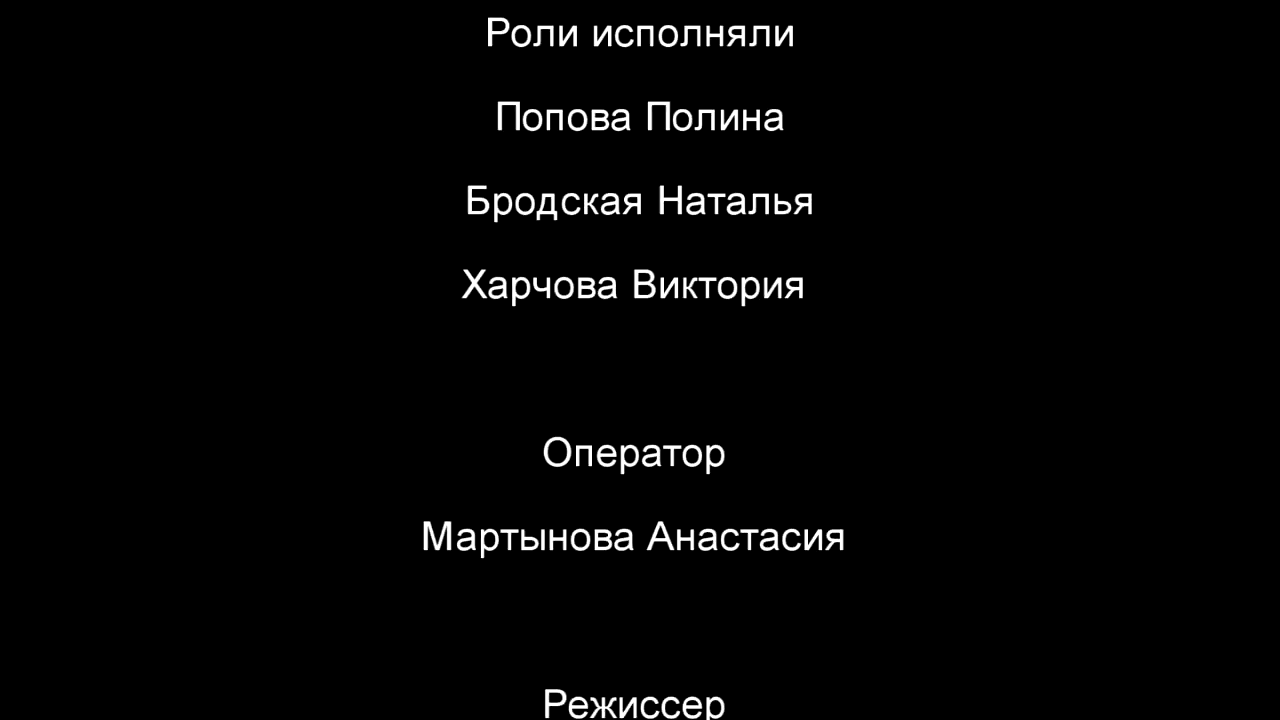 Роли исполняли
Попова Полина
Бродская Наталья
Харчова Виктория
Оператор
Мартынова Анастасия
Режиссер